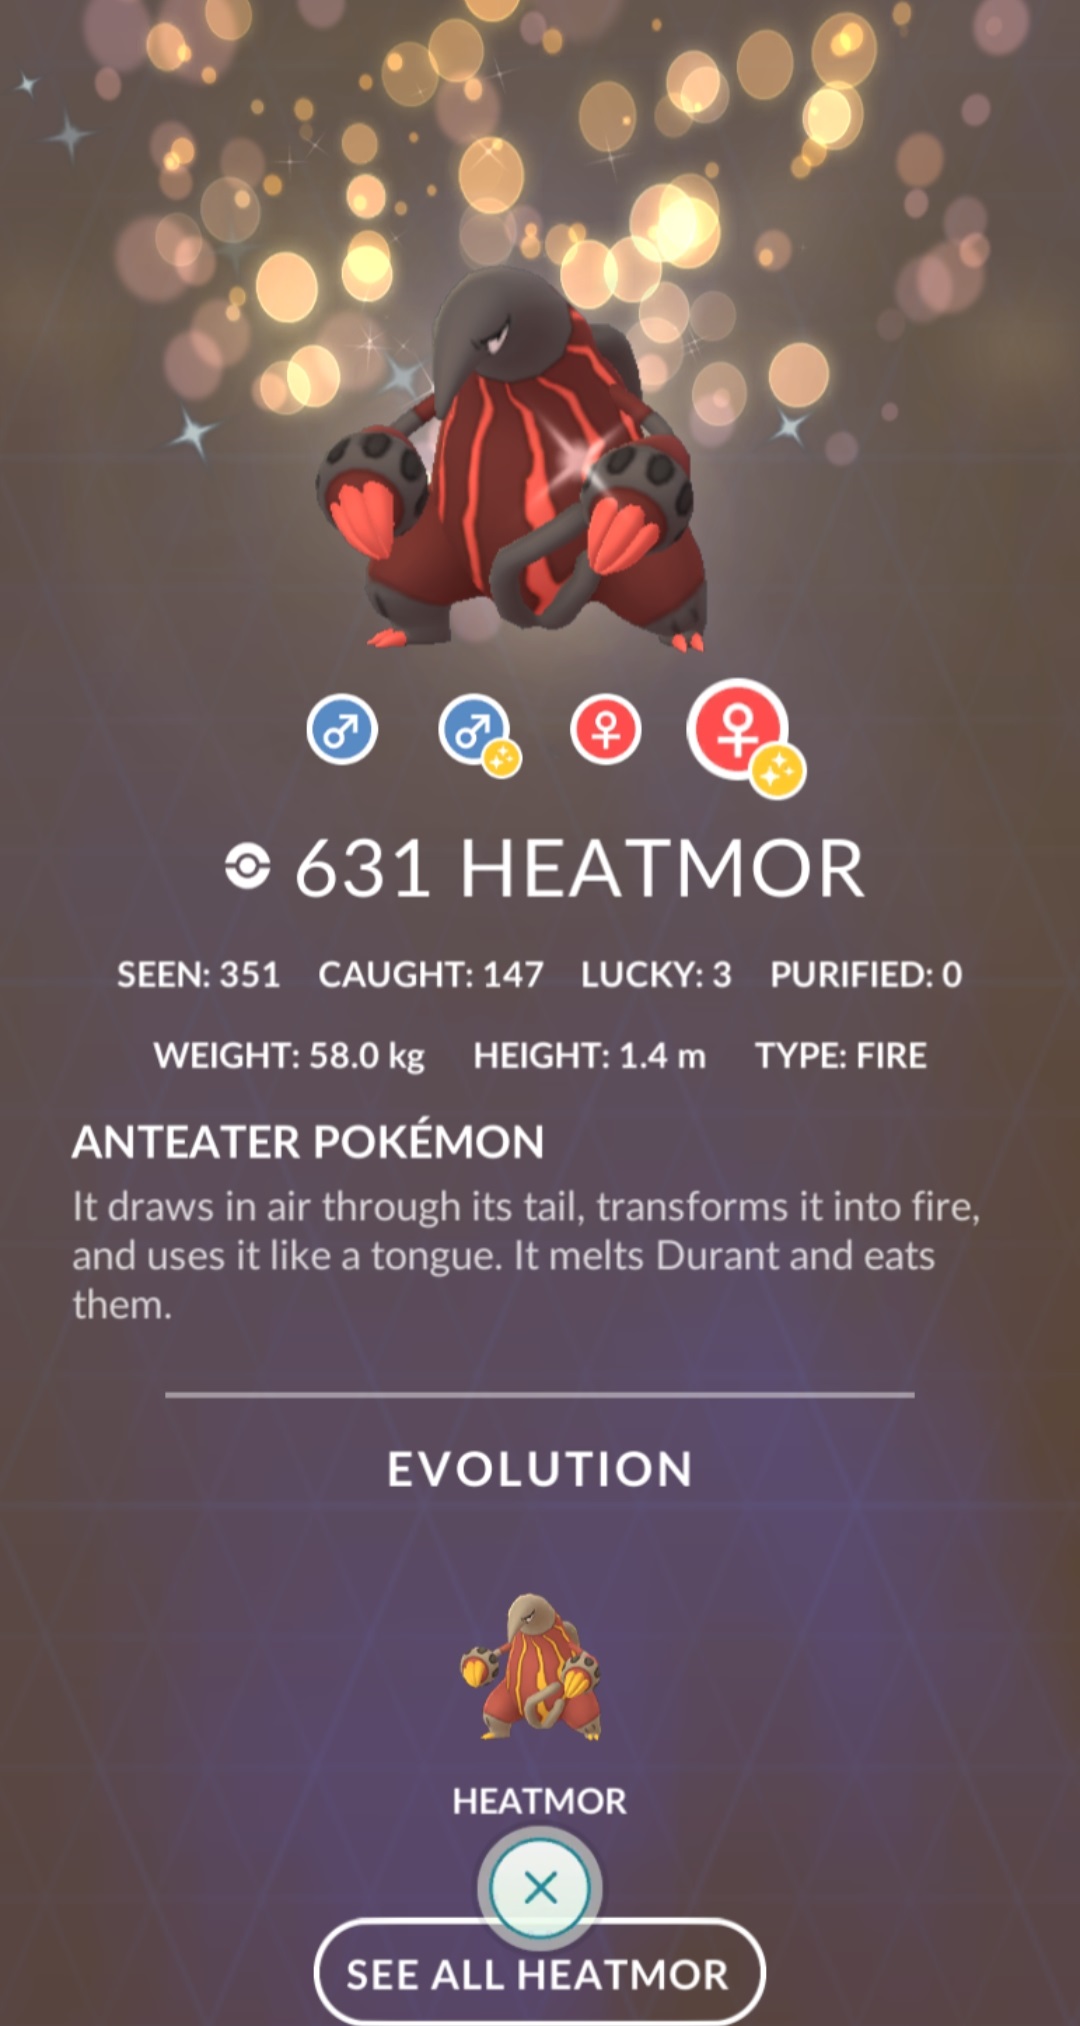 631 HEATMOR
SEEN: 351 CAUGHT: 147 LUCKY: 3 PURIFIED: 0
WEIGHT: 58.0 kg HEIGHT: 1.4 m TYPE: FIRE
ANTEATER POKÉMON
It draws in air through its tail, transforms it into fire,
and uses it like a tongue. It melts Durant and eats
them.
EVOLUTION
HEATMOR
SEE ALL HEATMOR